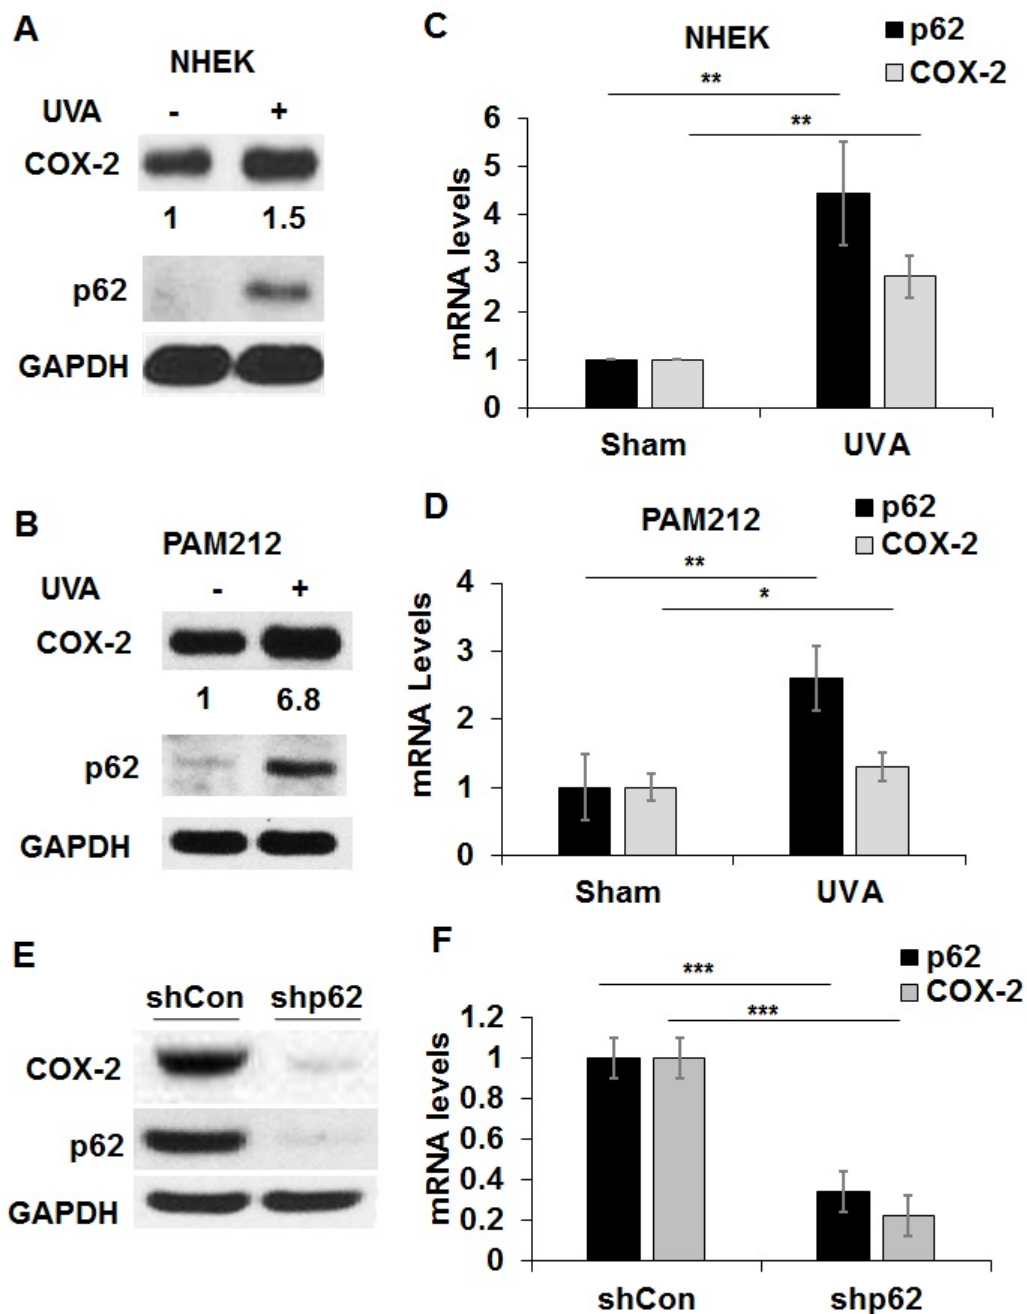 A
NHEK
UVA - +
COX-2
1 1.5
p62
GAPDH
C
NHEK
p62
COX-2
**
**
mRNA levels
6
5
4
3
2
1
0
Sham UVA
B
PAM212
UVA - +
COX-2
1 6.8
p62
GAPDH
D
PAM212
p62
COX-2
**
*
mRNA Levels
4
3
2
1
0
Sham UVA
E
shCon shp62
COX-2
p62
GAPDH
F
p62
COX-2
***
***
mRNA levels
1.2
1
0.8
0.6
0.4
0.2
0
shCon shp62